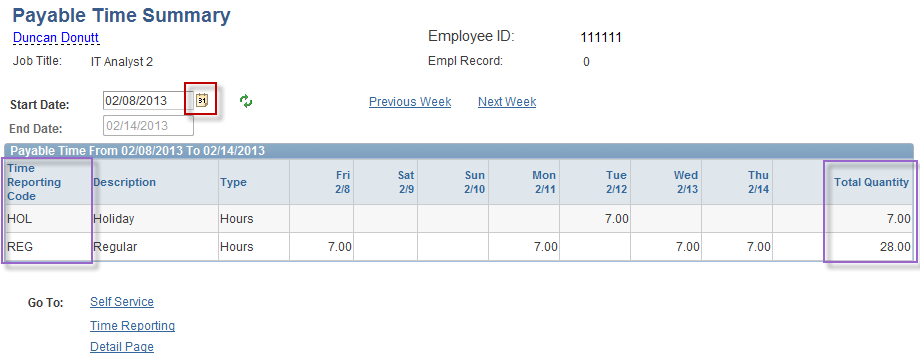 Payable Time Summary
Duncan Donutt Employee ID: 111111
Job Title: IT Analyst 2 Empl Record: 0
Start Date: 02/08/2013 31 Previous Week Next Week
End Date: 02/14/2013
Payable Time From 02/08/2013 To 02/14/2013
Time Reporting Code Description Type Fri 2/8 Sat 2/9 Sun 2/10 Mon 2/11 Tue 2/12 Wed 2/13 Thu 2/14 Total Quantity
HOL Holiday Hours 7.00 7.00
REG Regular Hours 7.00 7.00 7.00 7.00 28.00
Go To: Self Service
Time Reporting
Detail Page